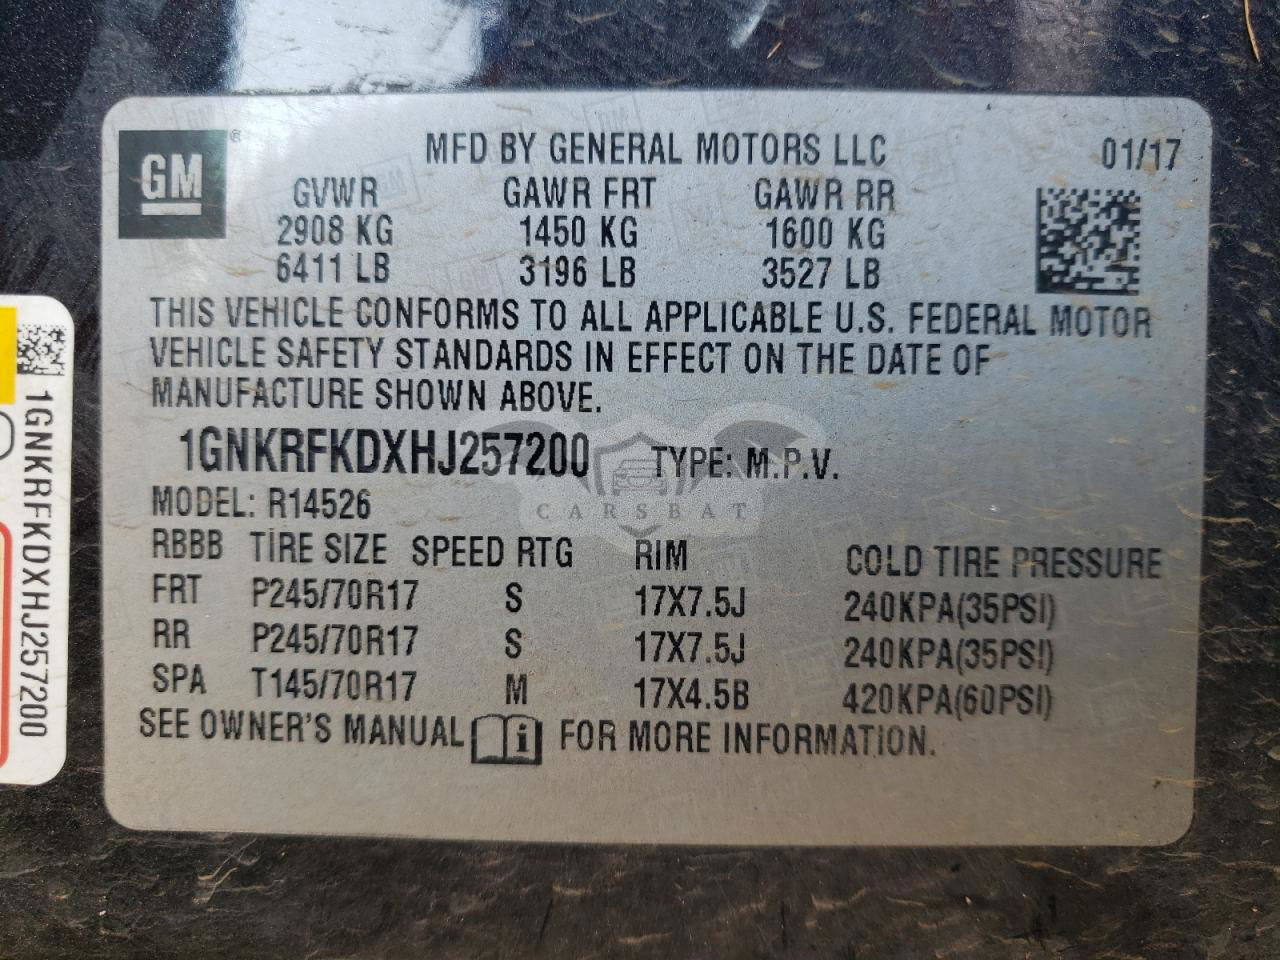 GM
®
MFD BY GENERAL MOTORS LLC 01/17
GVWR GAWR FRT GAWR RR
2908 KG 1450 KG 1600 KG
6411 LB 3196 LB 3527 LB
THIS VEHICLE CONFORMS TO ALL APPLICABLE U.S. FEDERAL MOTOR
VEHICLE SAFETY STANDARDS IN EFFECT ON THE DATE OF
MANUFACTURE SHOWN ABOVE.
1GNKRFKDXHJ257200 TYPE: M.P.V.
CARSBAT
MODEL: R14526
RBBB TIRE SIZE SPEED RTG RIM COLD TIRE PRESSURE
FRT P245/70R17 S 17X7.5J 240KPA(35PSI)
RR P245/70R17 S 17X7.5J 240KPA(35PSI)
SPA T145/70R17 M 17X4.5B 420KPA(60PSI)
SEE OWNER'S MANUAL i FOR MORE INFORMATION.
1GNKRFKDXHJ257200